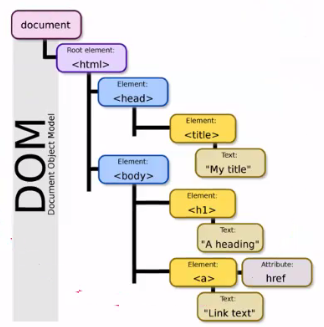 document
Root element:
<html>
Element:
<head>
Element:
<title>
Text:
"My title"
DOM
Document Object Model
Element:
<body>
Element:
<h1>
Text:
"A heading"
Element:
<a>
Attribute:
href
Text:
"Link text"